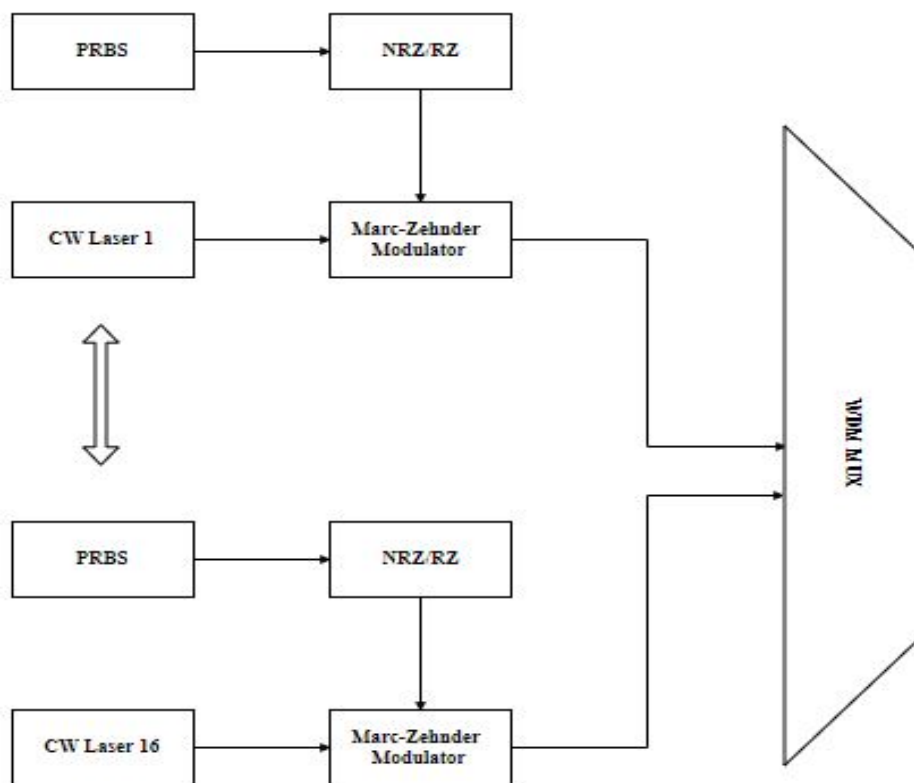 PRBS
NRZ/RZ
CW Laser 1
Marc-Zehnder
Modulator
WDM MUX
PRBS
NRZ/RZ
CW Laser 16
Marc-Zehnder
Modulator